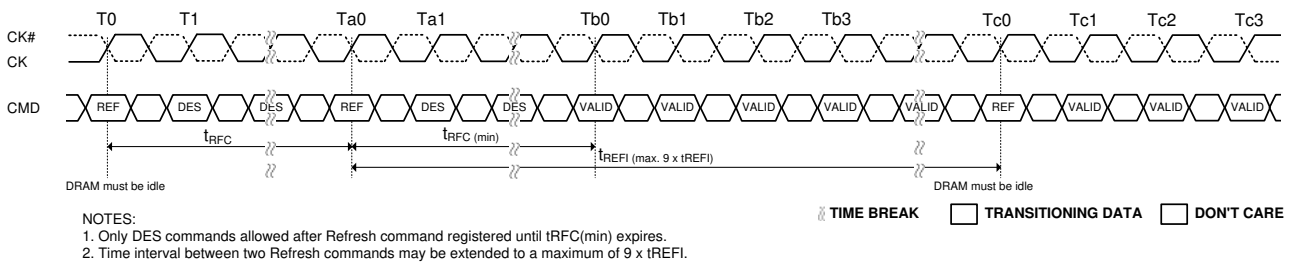 T0 T1 Ta0 Ta1 Tb0 Tb1 Tb2 Tb3 Tc0 Tc1 Tc2 Tc3
CK#
CK
CMD REF DES DES REF DES DES VALID VALID VALID VALID VALID REF VALID VALID VALID
tRFC tRFC (min)
tREFI (max. 9 x tREFI)
DRAM must be idle DRAM must be idle
TIME BREAK TRANSITIONING DATA DON'T CARE
NOTES:
1. Only DES commands allowed after Refresh command registered until tRFC(min) expires.
2. Time interval between two Refresh commands may be extended to a maximum of 9 x tREFI.